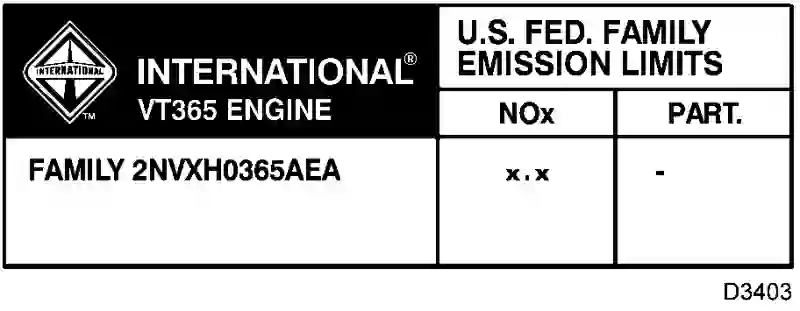 INTERNATIONAL
INTERNATIONAL®
VT365 ENGINE
U.S. FED. FAMILY
EMISSION LIMITS
NOx
PART.
FAMILY 2NVXH0365AEA
x.x
-
TM
D3403